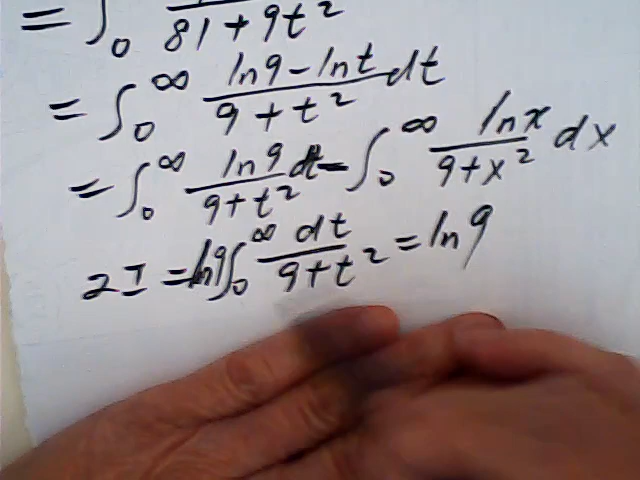 = ∫₀ 81+9t²
= ∫₀^∞ (ln9-lnt)/(9+t²) dt
= ∫₀^∞ ln9/(9+t²) dt - ∫₀^∞ lnx/(9+x²) dx
2I = ln9∫₀^∞ dt/(9+t²) = ln9